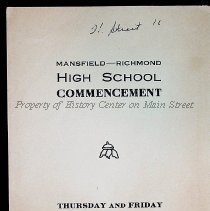 MANSFIELD—RICHMOND
HIGH SCHOOL
COMMENCEMENT
Property of History Center on Main Street
THURSDAY AND FRIDAY